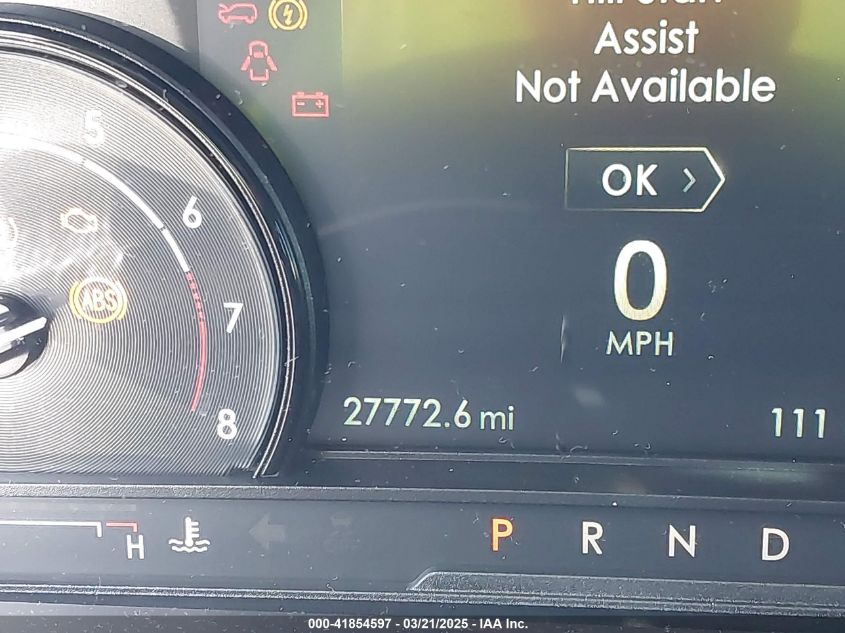 Assist
Not Available
OK >
5
6
7
8
ABS
0
MPH
27772.6 mi
111
H
P R N D
000-41854597 - 03/21/2025 - IAA Inc.